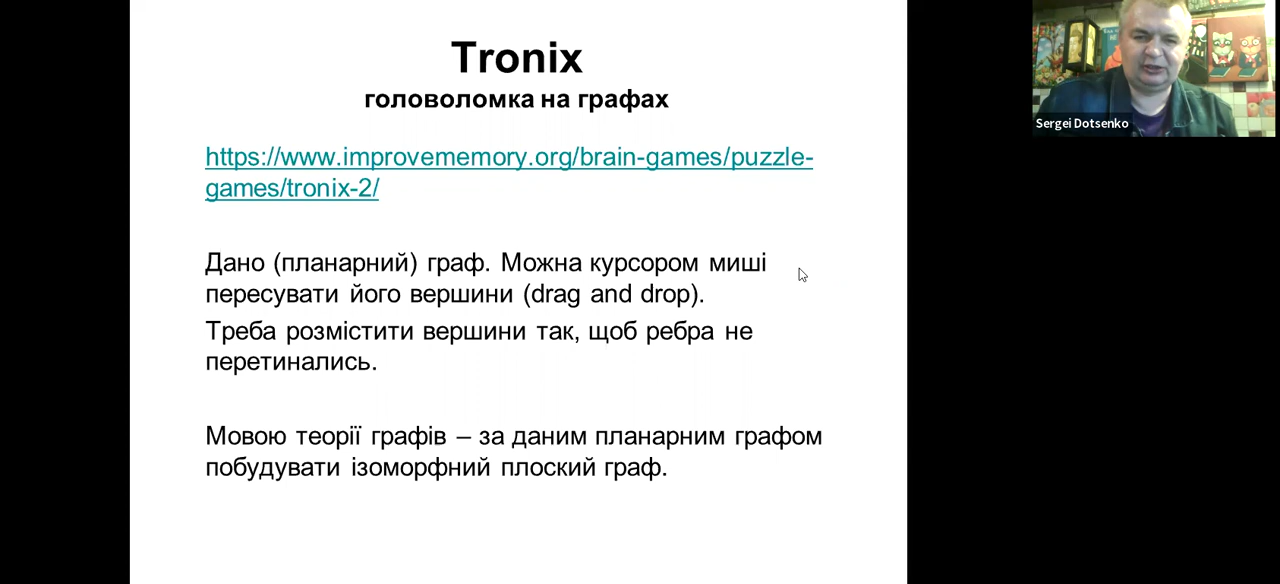 Tronix
головоломка на графах
https://www.improvememory.org/brain-games/puzzle-
games/tronix-2/
Дано (планарний) граф. Можна курсором миші
пересувати його вершини (drag and drop).
Треба розмістити вершини так, щоб ребра не
перетинались.
Мовою теорії графів – за даним планарним графом
побудувати ізоморфний плоский граф.
Sergei Dotsenko